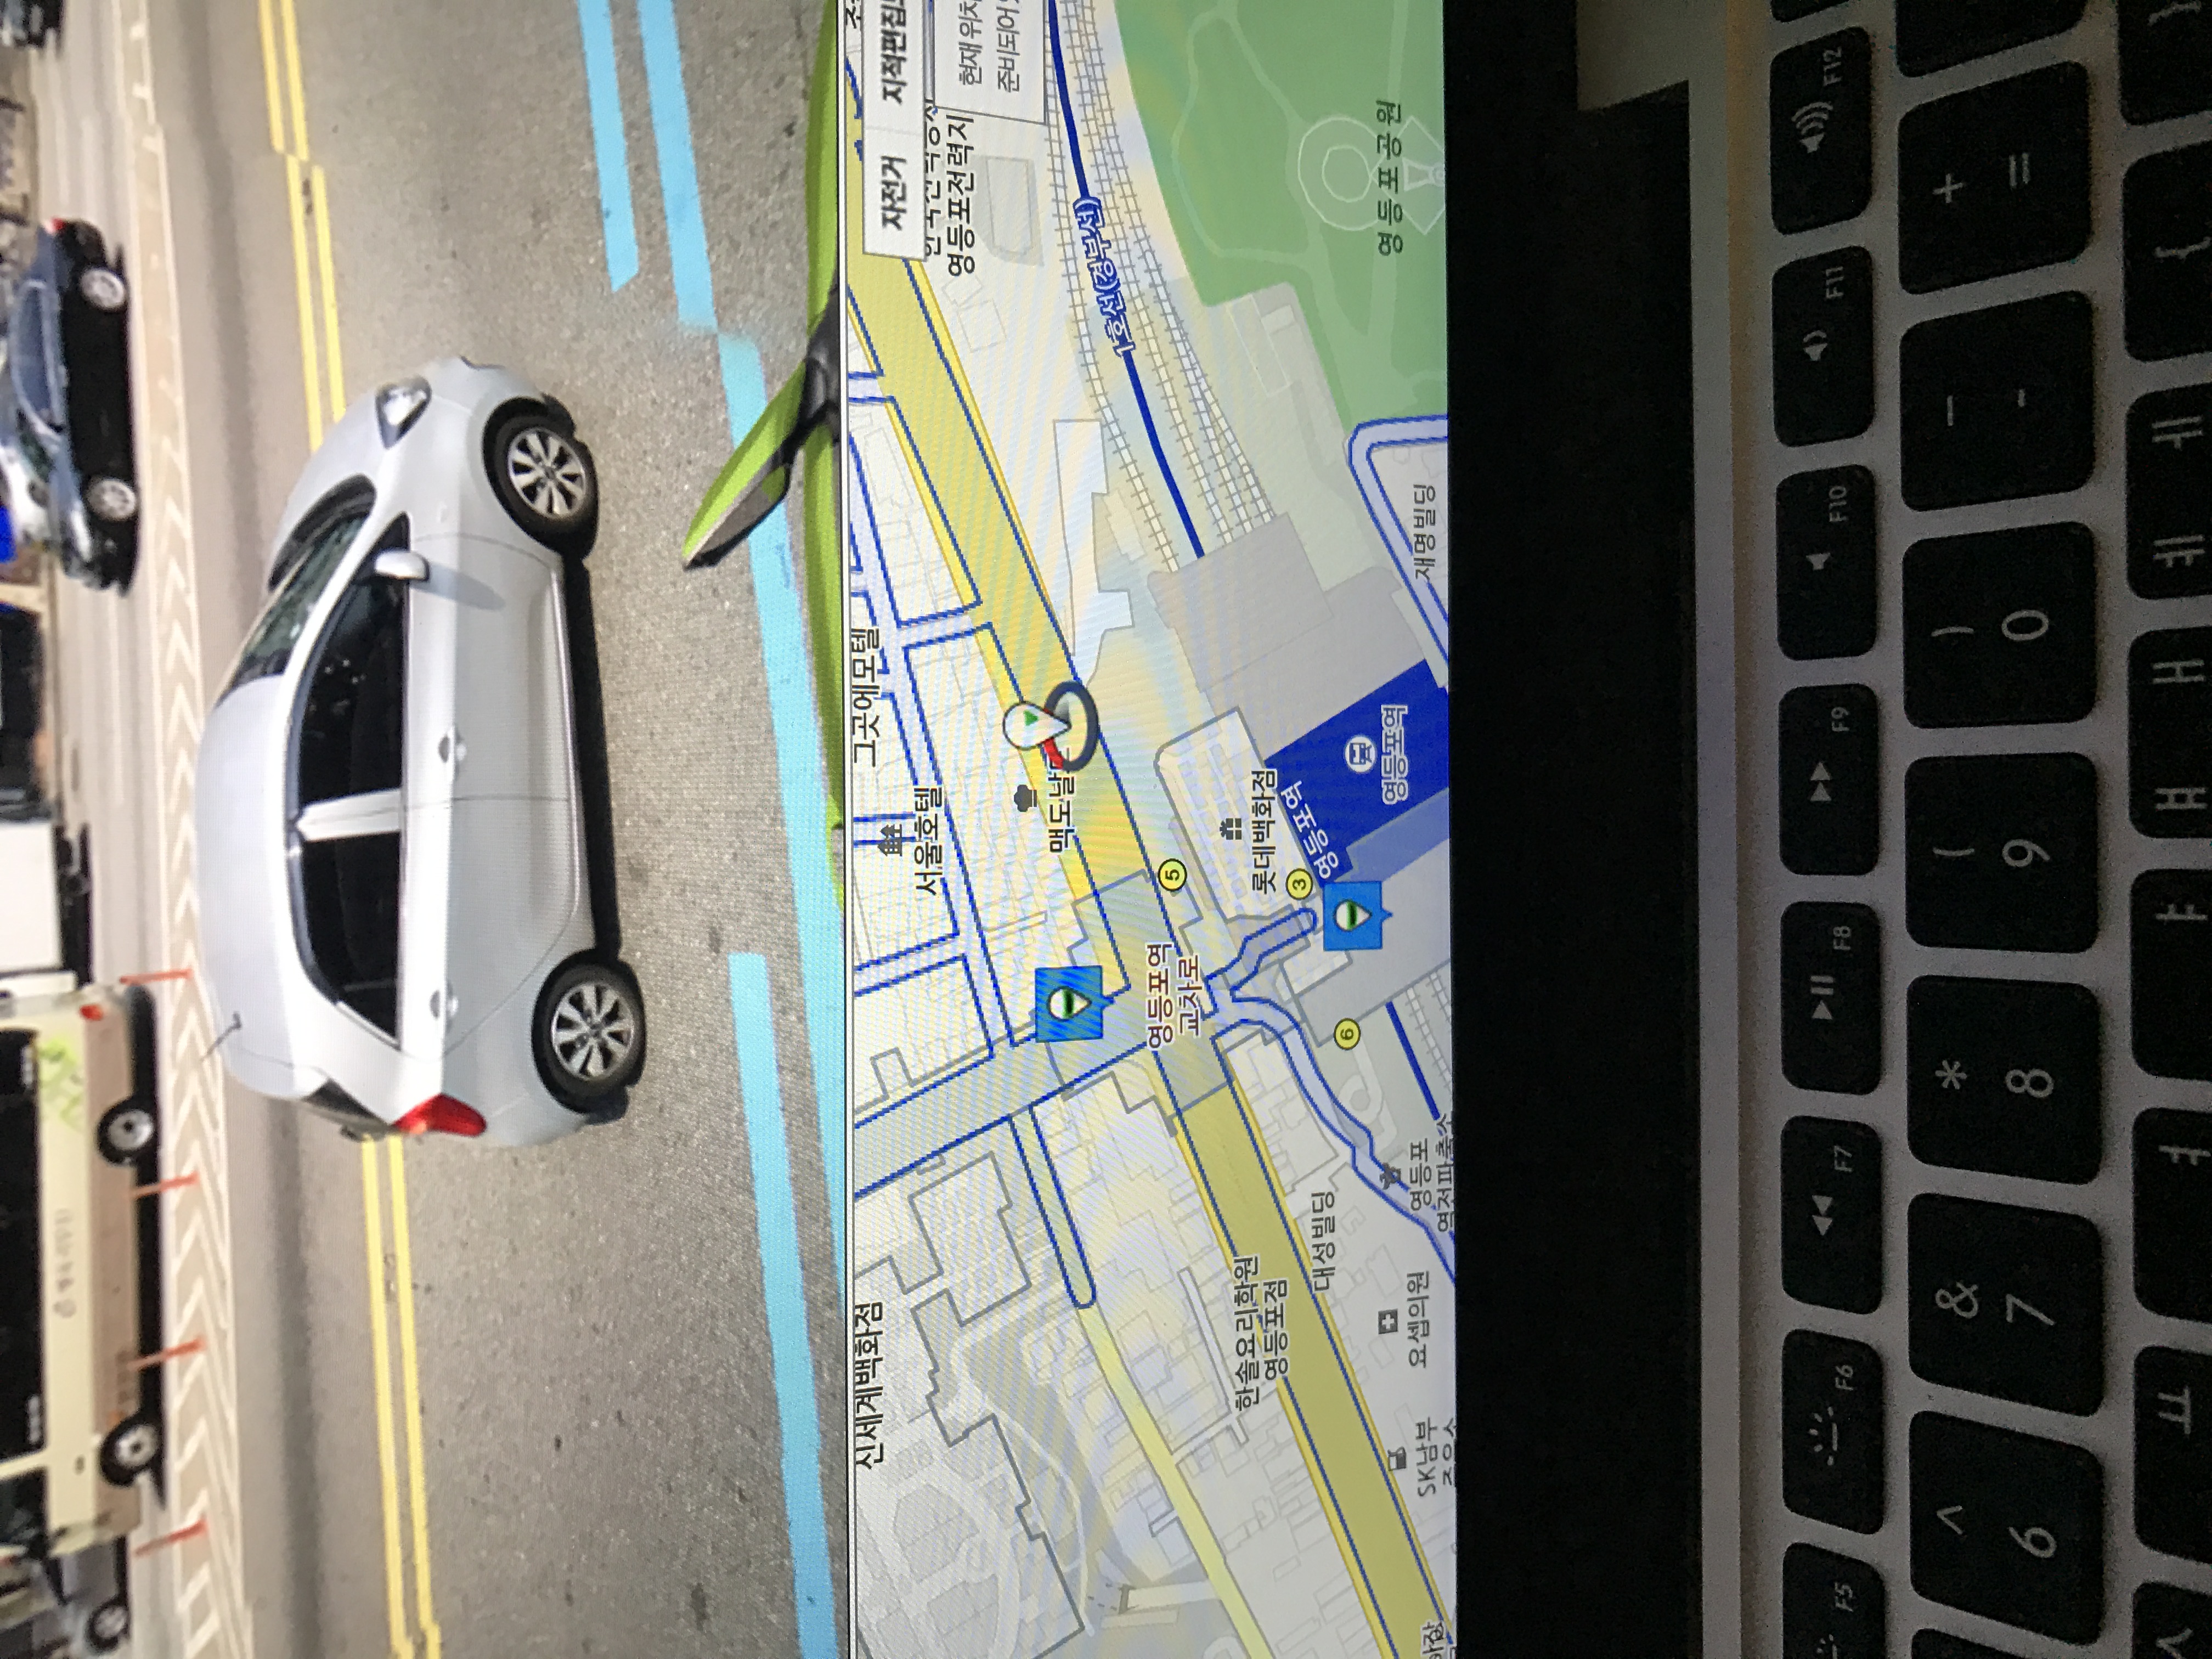 신세계백화점
그곳에모텔
서울호텔
자전거
영등포전력지
현재 위치
준비되어
맥도날드
1호선(경부선)
영등포역
교차로
5
한솔요리학원
영등포점
롯데백화점
3
영등포역
대성빌딩
6
영등포역
영등포공원
SK남부
요셉의원
영등포
재명빌딩
F5
F6
F7
F8
F9
F10
F11
F12
^
6
&
7
*
8
(
9
)
0
–
-
+
=
ㅛ
ㅕ
ㅑ
ㅒ
ㅐ
ㅖ
ㅔ
{
}